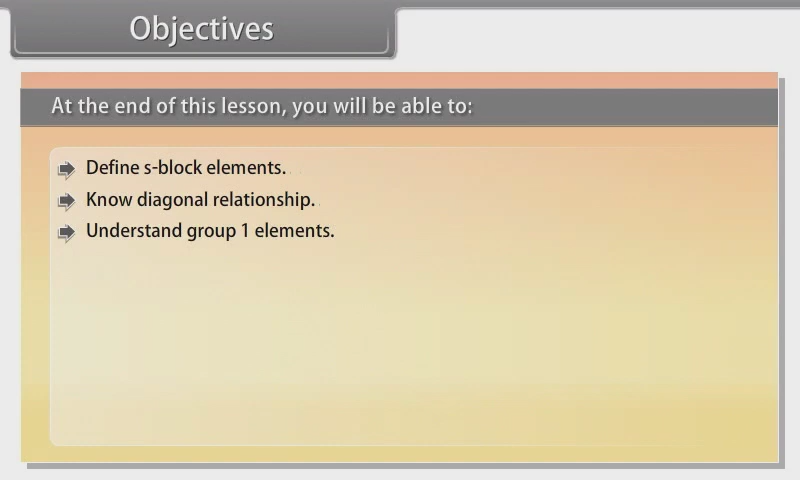 Objectives
At the end of this lesson, you will be able to:
Define s-block elements.
Know diagonal relationship.
Understand group 1 elements.